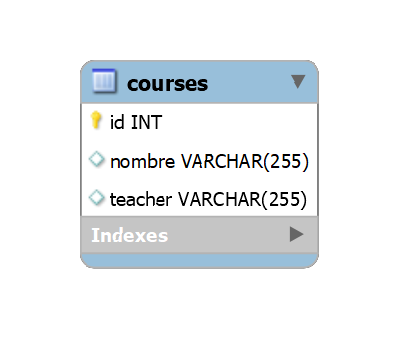 courses
id INT
nombre VARCHAR(255)
teacher VARCHAR(255)
Indexes